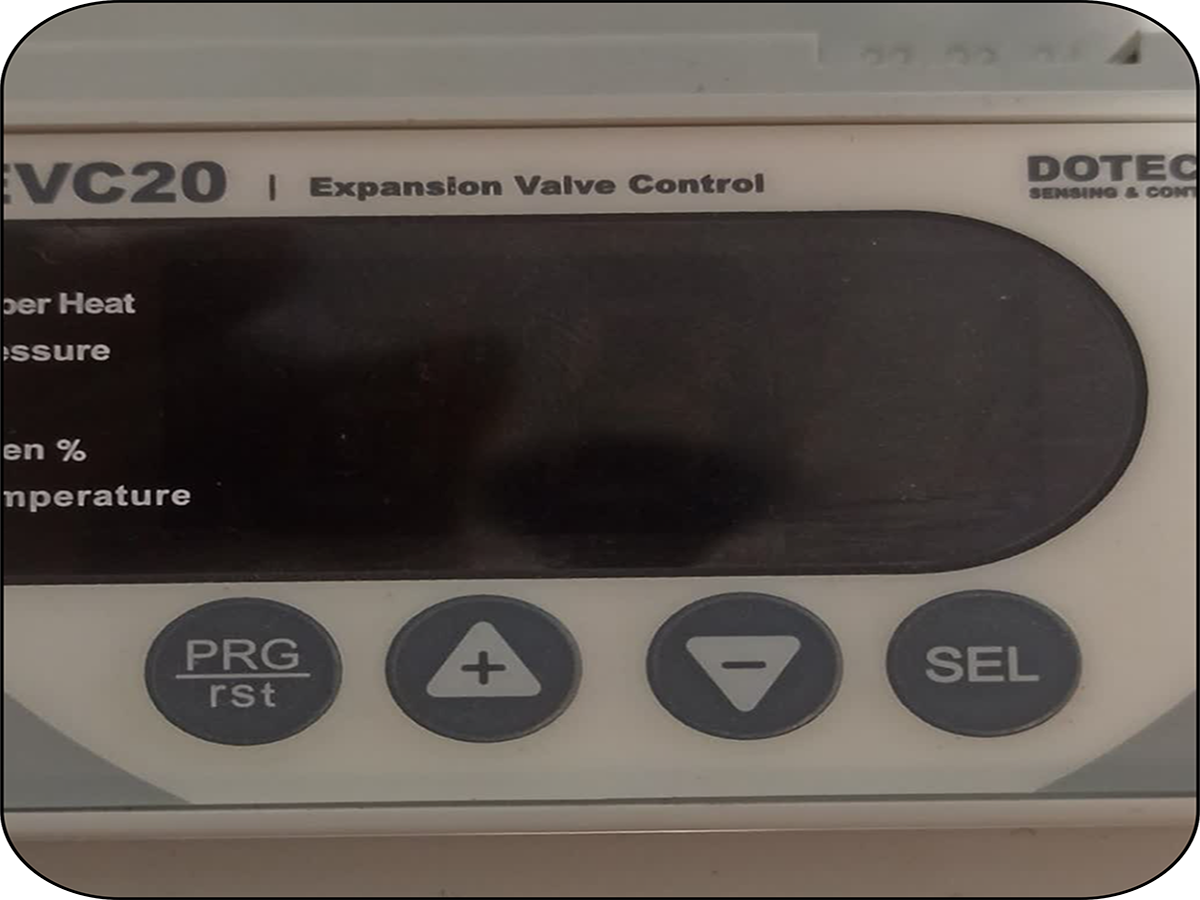 EVC20 | Expansion Valve Control
DOTEC
SENSING & CONT
per Heat
essure
en %
mperature
PRG
rst
+
-
SEL